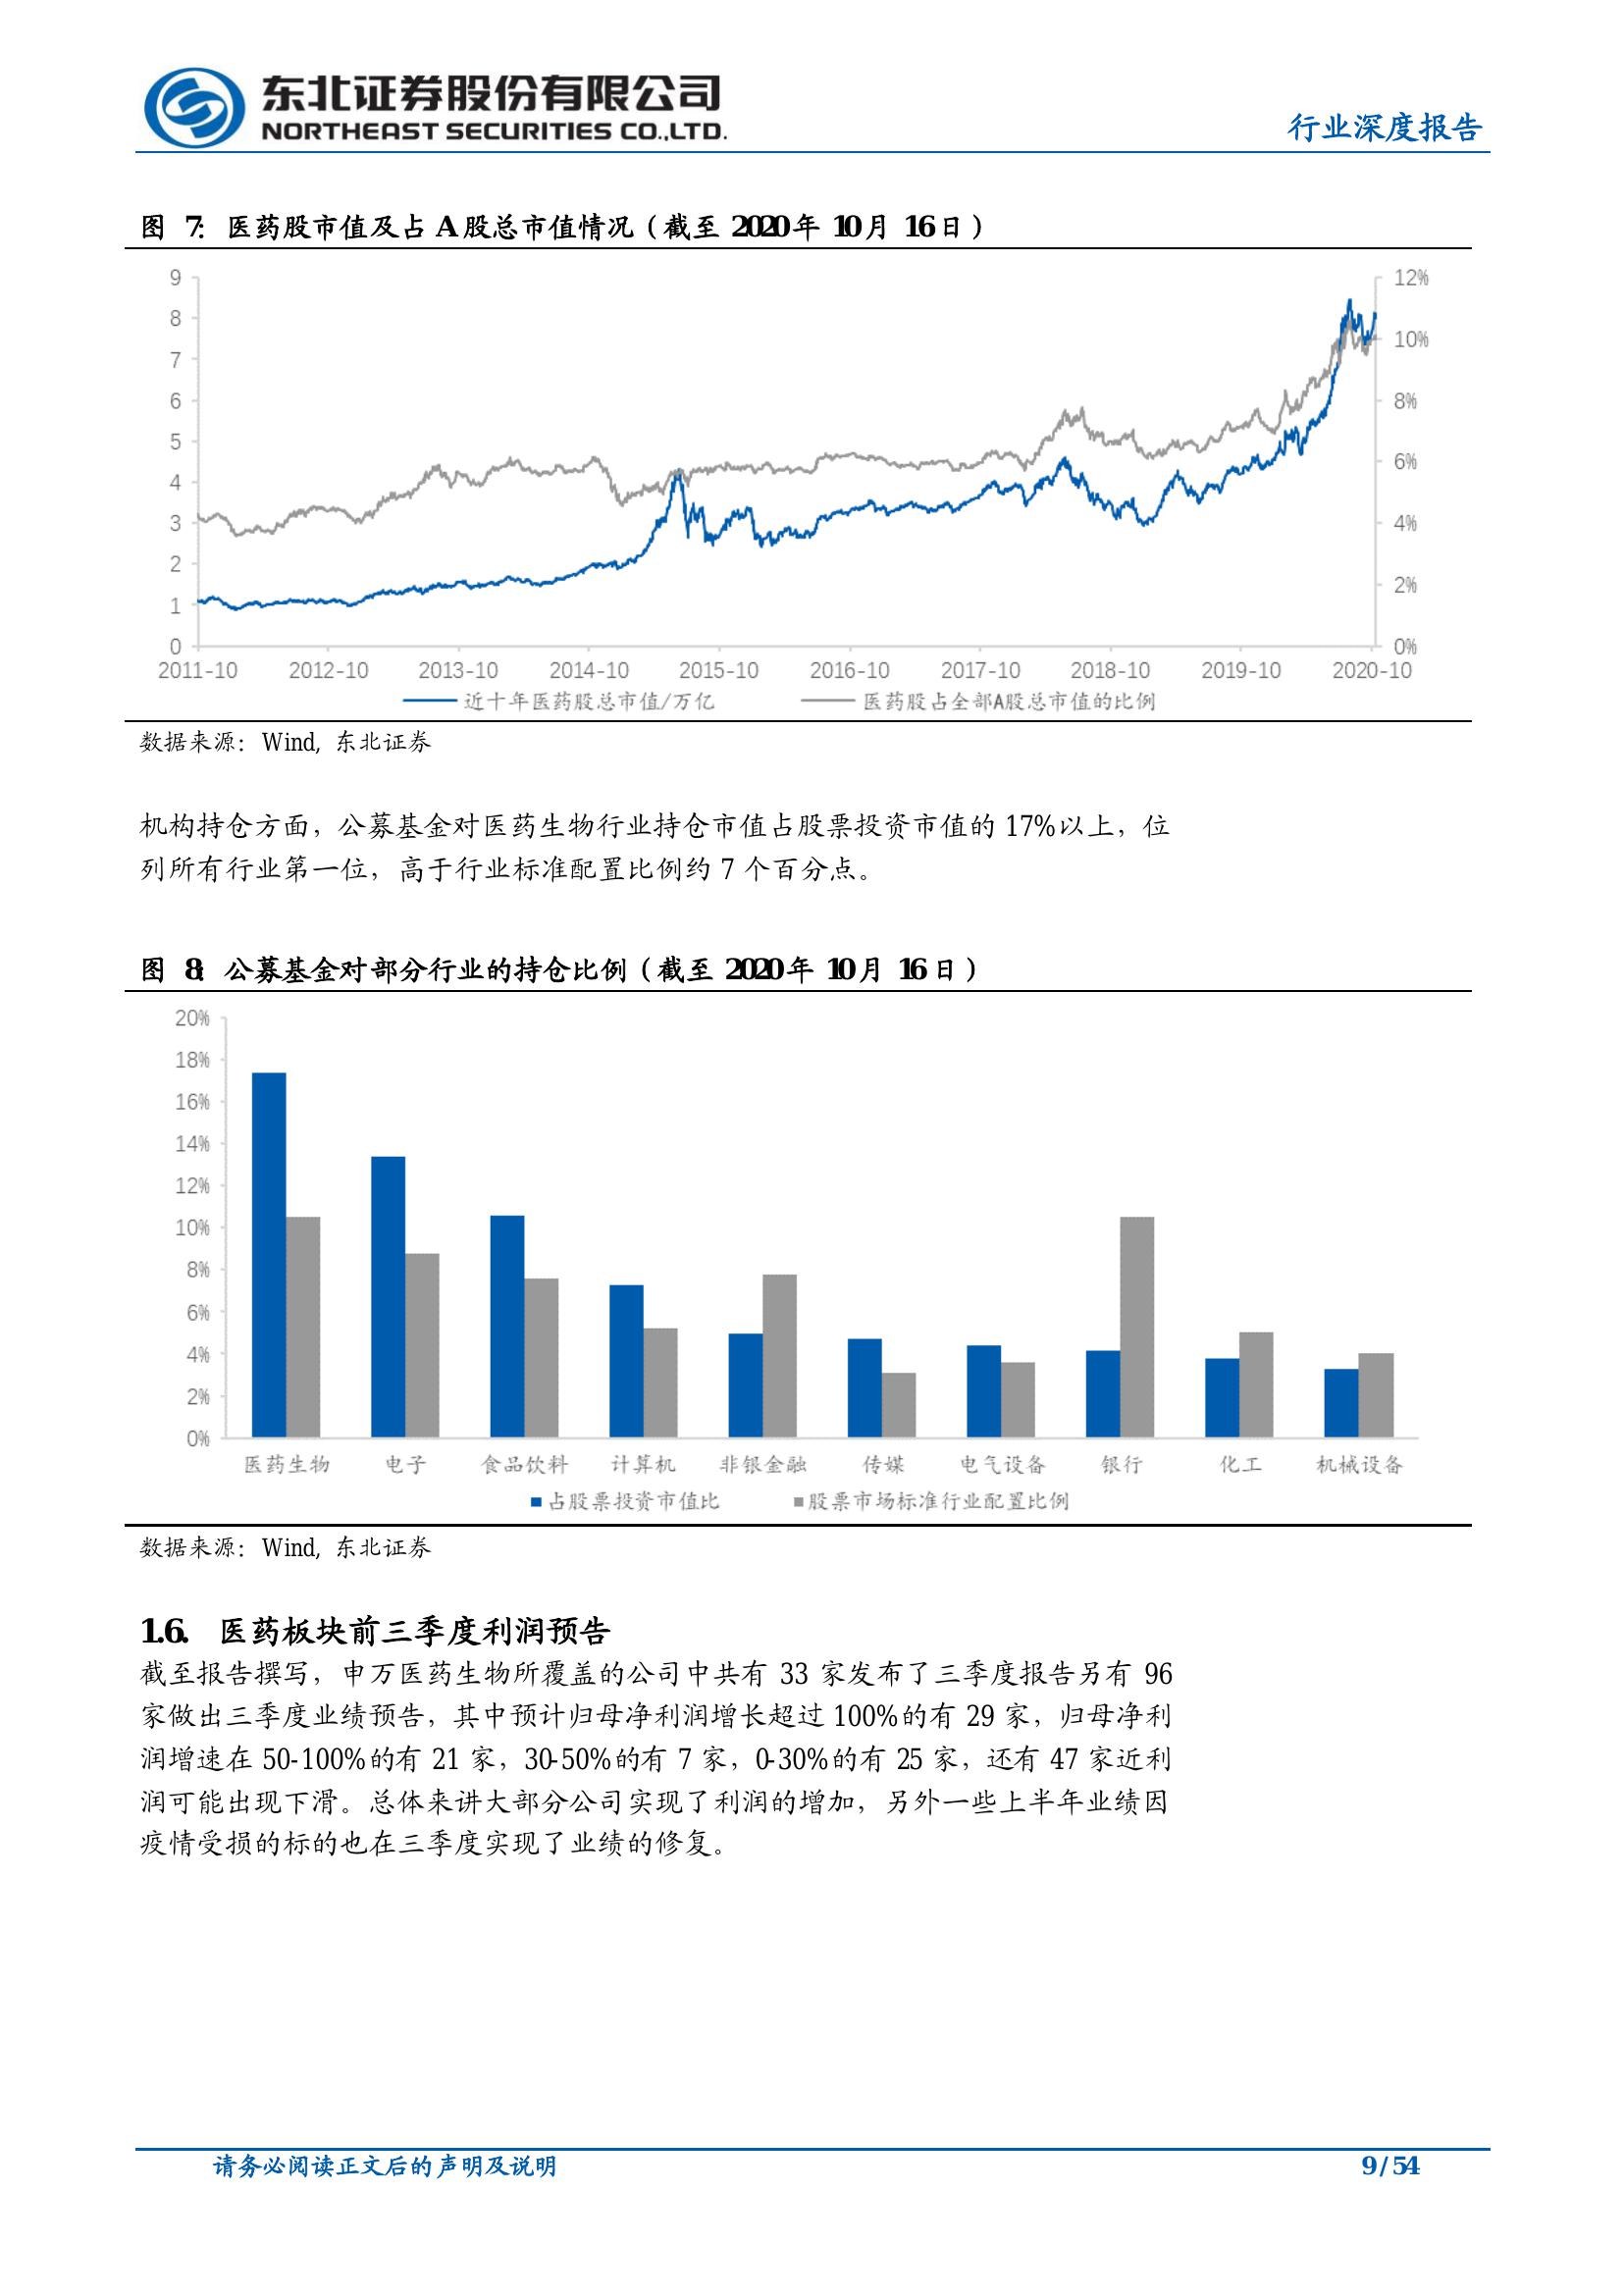 东北证券股份有限公司
NORTHEAST SECURITIES CO.,LTD.
行业深度报告
图 7: 医药股市值及占 A 股总市值情况（截至 2020 年 10 月 16 日）
9 12%
8
7 10%
6 8%
5
4 6%
3 4%
2
1 2%
0 0%
2011-10 2012-10 2013-10 2014-10 2015-10 2016-10 2017-10 2018-10 2019-10 2020-10
近十年医药股总市值/万亿 医药股占全部A股总市值的比例
数据来源：Wind, 东北证券
机构持仓方面，公募基金对医药生物行业持仓市值占股票投资市值的 17%以上，位
列所有行业第一位，高于行业标准配置比例约 7 个百分点。
图 8: 公募基金对部分行业的持仓比例（截至 2020 年 10 月 16 日）
20%
18%
16%
14%
12%
10%
8%
6%
4%
2%
0%
医药生物 电子 食品饮料 计算机 非银金融 传媒 电气设备 银行 化工 机械设备
占股票投资市值比 股票市场标准行业配置比例
数据来源：Wind, 东北证券
1.6. 医药板块前三季度利润预告
截至报告撰写，申万医药生物所覆盖的公司中共有 33 家发布了三季度报告另有 96
家做出三季度业绩预告，其中预计归母净利润增长超过 100%的有 29 家，归母净利
润增速在 50-100%的有 21 家，30-50%的有 7 家，0-30%的有 25 家，还有 47 家近利
润可能出现下滑。总体来讲大部分公司实现了利润的增加，另外一些上半年业绩因
疫情受损的标的也在三季度实现了业绩的修复。
请务必阅读正文后的声明及说明
9 / 54